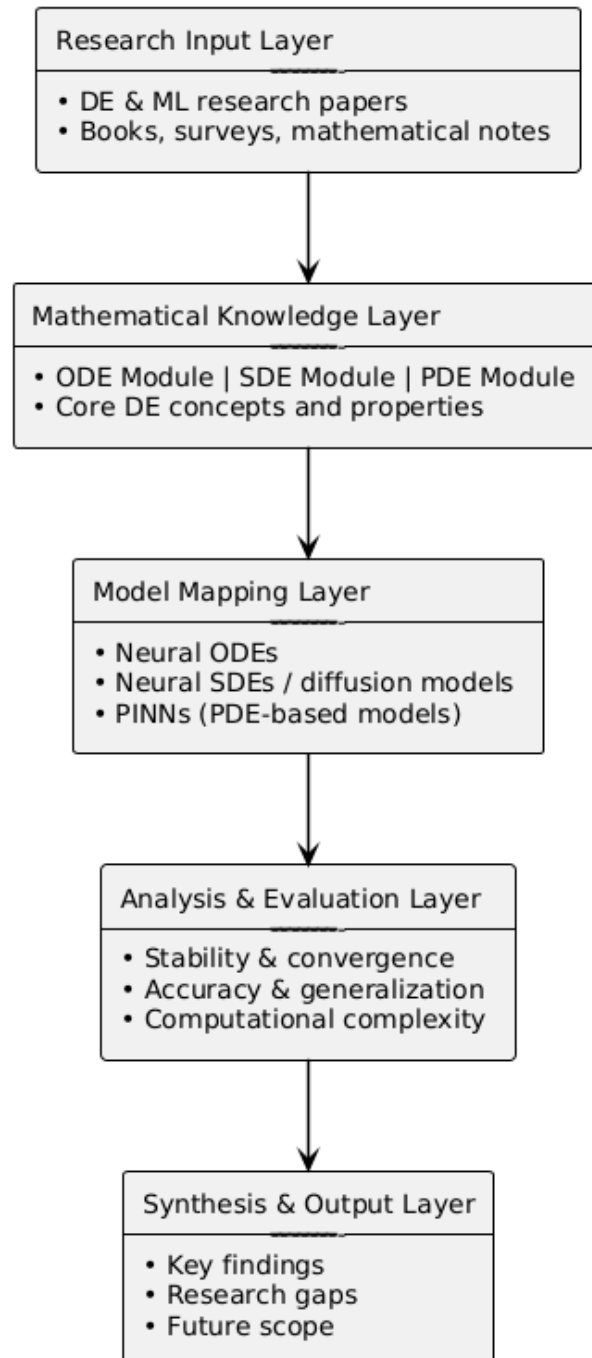 Research Input Layer
• DE & ML research papers
• Books, surveys, mathematical notes
Mathematical Knowledge Layer
• ODE Module | SDE Module | PDE Module
• Core DE concepts and properties
Model Mapping Layer
• Neural ODEs
• Neural SDEs / diffusion models
• PINNs (PDE-based models)
Analysis & Evaluation Layer
• Stability & convergence
• Accuracy & generalization
• Computational complexity
Synthesis & Output Layer
• Key findings
• Research gaps
• Future scope